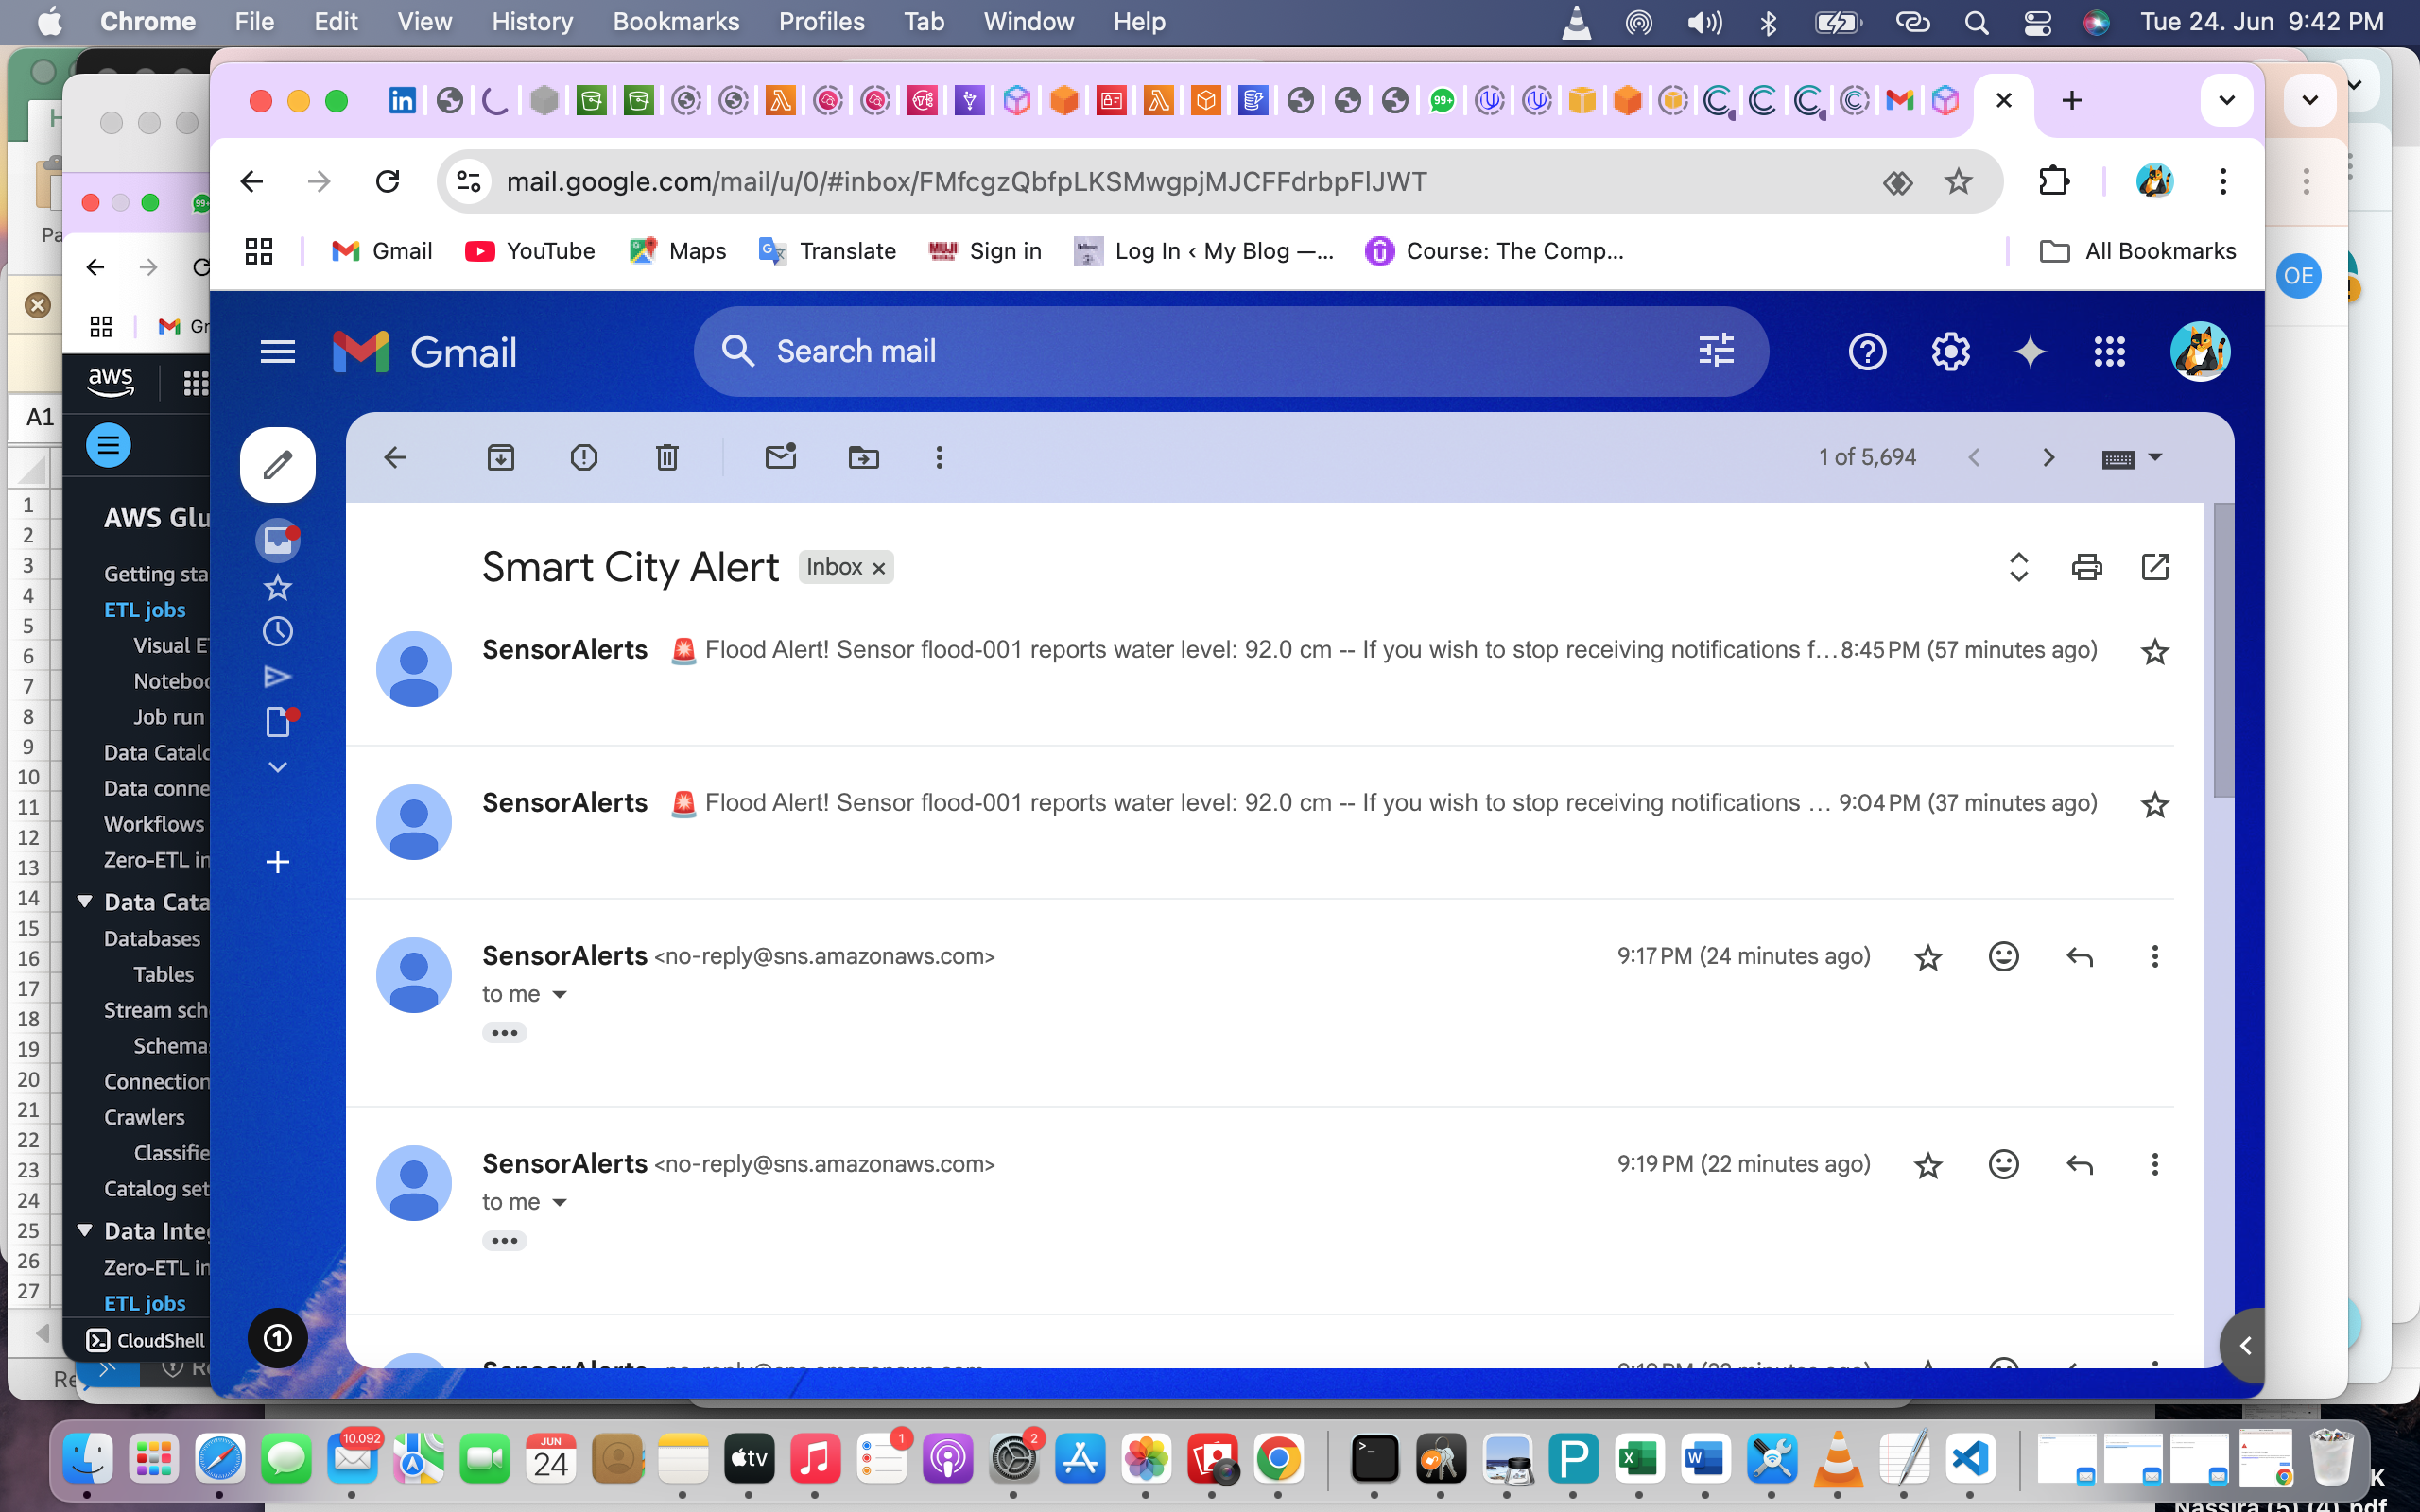 Chrome File Edit View History Bookmarks Profiles Tab Window Help Tue 24. Jun 9:42 PM
mail.google.com/mail/u/0/#inbox/FMfcgzQbfpLKSMwgpjMJCFFdrbpFlJWT
Gmail YouTube Maps Translate Sign in Log In ‹ My Blog —... Course: The Comp... All Bookmarks
OE
Gmail Search mail
aws
A1
1 of 5,694
AWS Glu
Getting sta
ETL jobs
Visual E
Notebo
Job run
Data Catal
Data conne
Workflows
Zero-ETL in
Data Cata
Databases
Tables
Stream sch
Schema
Connection
Crawlers
Classifie
Catalog set
Data Inte
Zero-ETL in
ETL jobs
CloudShell
1
2
3
4
5
6
7
8
9
10
11
12
13
14
15
16
17
18
19
20
21
22
23
24
25
26
27
Smart City Alert Inbox ×
SensorAlerts 🚨 Flood Alert! Sensor flood-001 reports water level: 92.0 cm -- If you wish to stop receiving notifications f... 8:45 PM (57 minutes ago)
SensorAlerts 🚨 Flood Alert! Sensor flood-001 reports water level: 92.0 cm -- If you wish to stop receiving notifications ... 9:04 PM (37 minutes ago)
SensorAlerts <no-reply@sns.amazonaws.com> 9:17 PM (24 minutes ago)
to me
SensorAlerts <no-reply@sns.amazonaws.com> 9:19 PM (22 minutes ago)
to me
10.092
JUN
24
tv
1
2